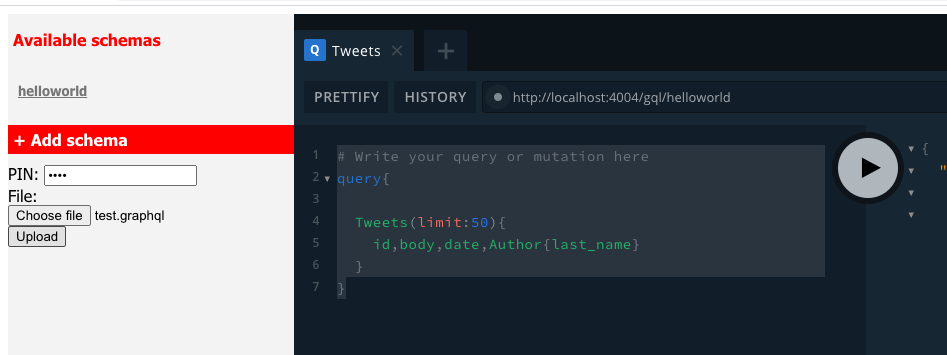 Available schemas
helloworld
+ Add schema
PIN: ••••
File:
Choose file test.graphql
Upload
Q Tweets × +
PRETTIFY HISTORY http://localhost:4004/gql/helloworld
1 # Write your query or mutation here
2 query{
3
4 Tweets(limit:50){
5 id,body,date,Author{last_name}
6 }
7 }
{
"